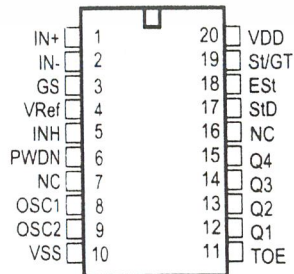 IN+ 1 20 VDD
IN- 2 19 St/GT
GS 3 18 ESt
VRef 4 17 StD
INH 5 16 NC
PWDN 6 15 Q4
NC 7 14 Q3
OSC1 8 13 Q2
OSC2 9 12 Q1
VSS 10 11 TOE